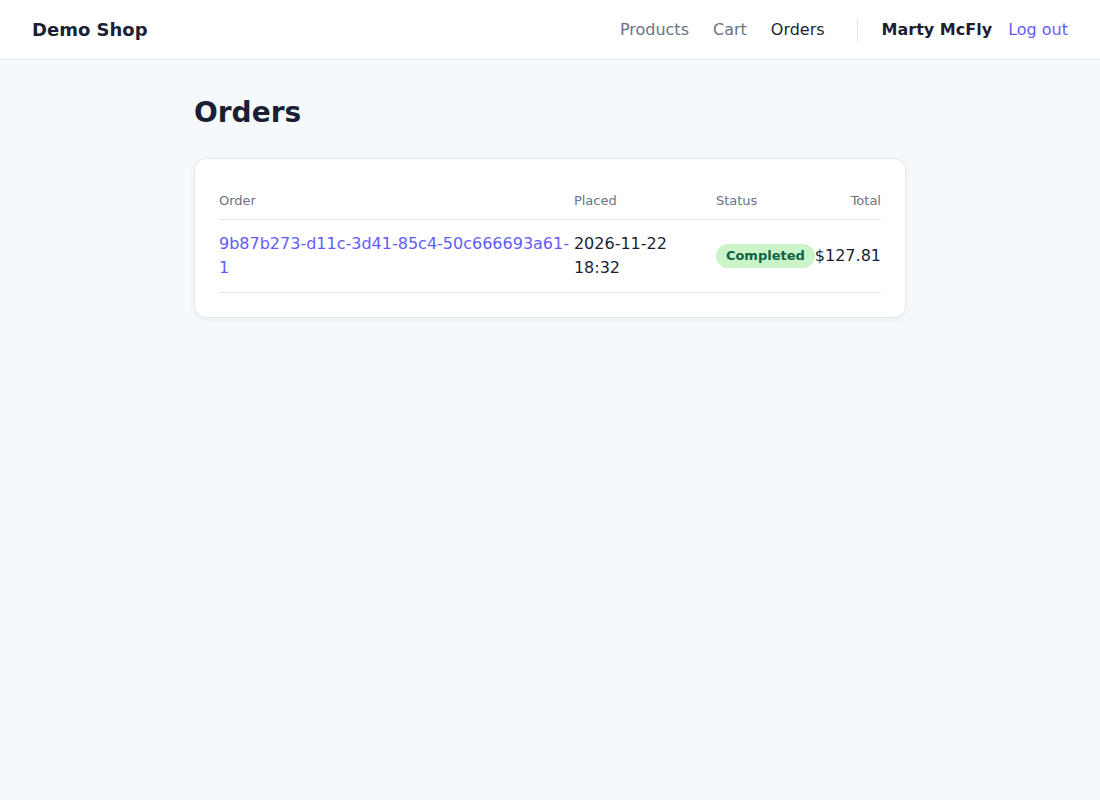 Demo Shop Products Cart Orders Marty McFly Log out
Orders
Order Placed Status Total
9b87b273-d11c-3d41-85c4-50c666693a61-1 2026-11-22 18:32 Completed $127.81